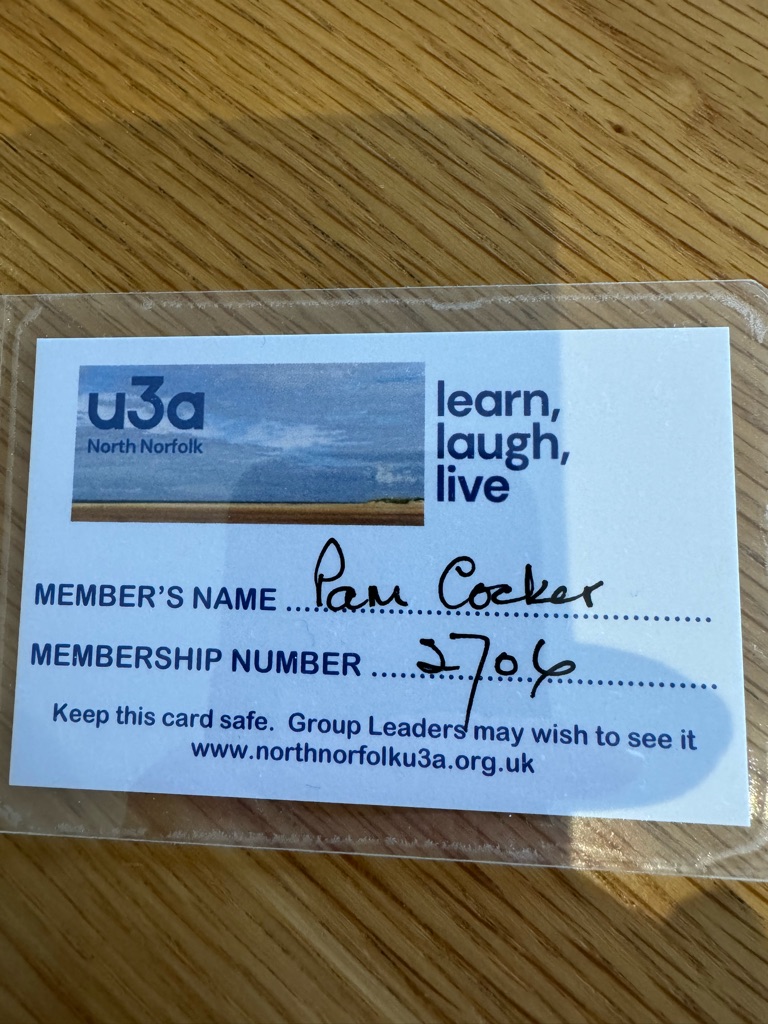 u3a
North Norfolk
learn,
laugh,
live
MEMBER'S NAME ....Pam Cocker....................
MEMBERSHIP NUMBER ......2706....................
Keep this card safe. Group Leaders may wish to see it
www.northnorfolku3a.org.uk